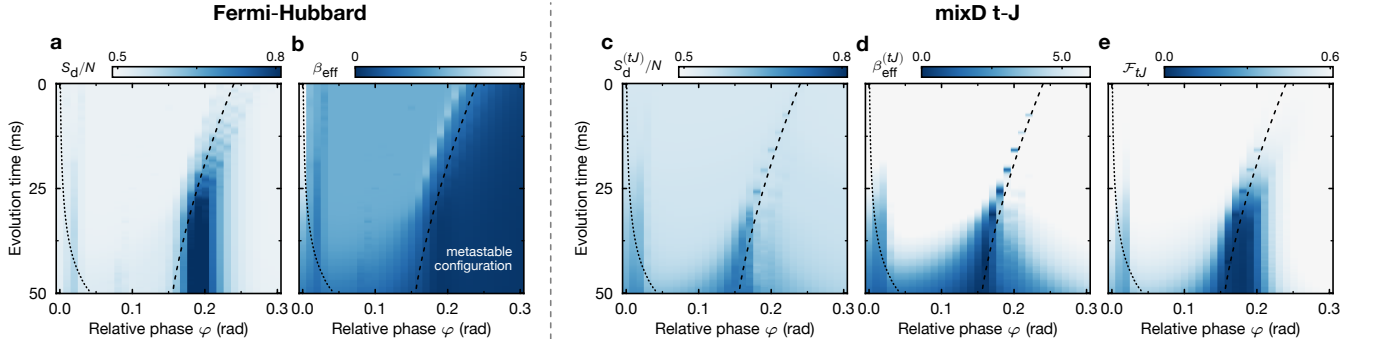 Fermi-Hubbard
mixD t-J
a
S_d/N
0.5
0.8
b
β_eff
0
5
c
S_d^(tJ)/N
0.5
0.8
d
β_eff^(tJ)
0.0
5.0
e
ℱ_tJ
0.0
0.6
Evolution time (ms)
0
25
50
metastable
configuration
Evolution time (ms)
0
25
50
0.0
0.1
0.2
0.3
0.0
0.1
0.2
0.3
0.0
0.1
0.2
0.3
0.0
0.1
0.2
0.3
0.0
0.1
0.2
0.3
Relative phase φ (rad)
Relative phase φ (rad)
Relative phase φ (rad)
Relative phase φ (rad)
Relative phase φ (rad)